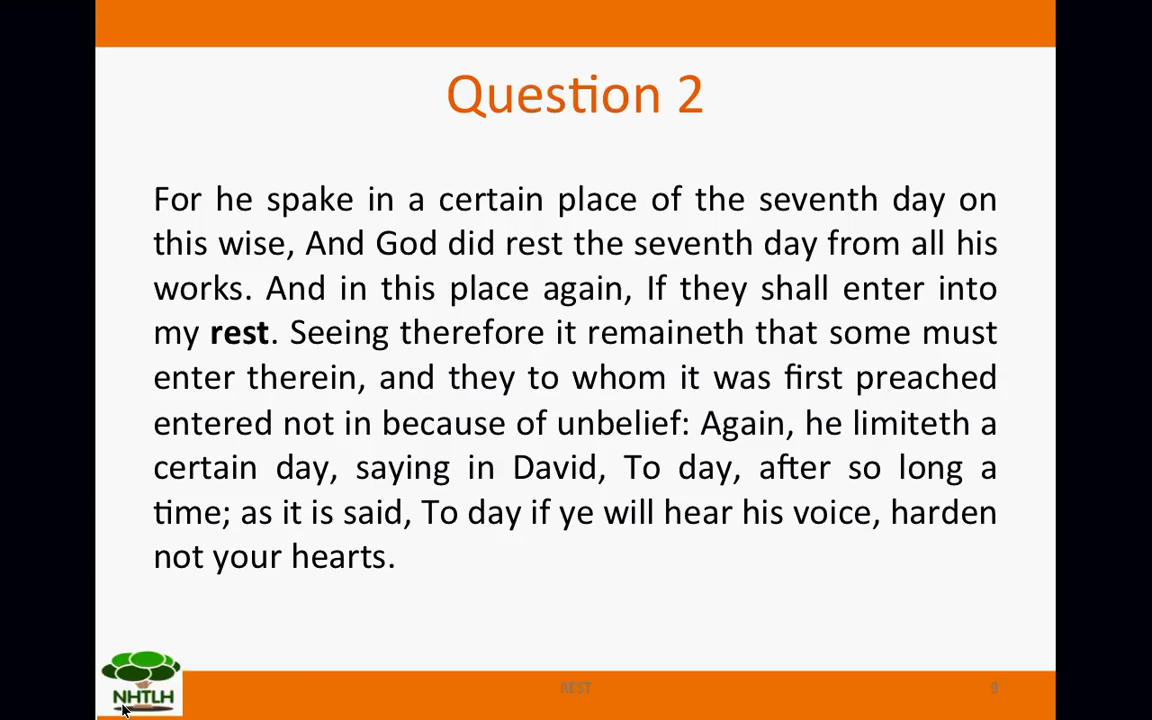 Question 2
For he spake in a certain place of the seventh day on
this wise, And God did rest the seventh day from all his
works. And in this place again, If they shall enter into
my rest. Seeing therefore it remaineth that some must
enter therein, and they to whom it was first preached
entered not in because of unbelief: Again, he limiteth a
certain day, saying in David, To day, after so long a
time; as it is said, To day if ye will hear his voice, harden
not your hearts.
NHTLH
REST
9